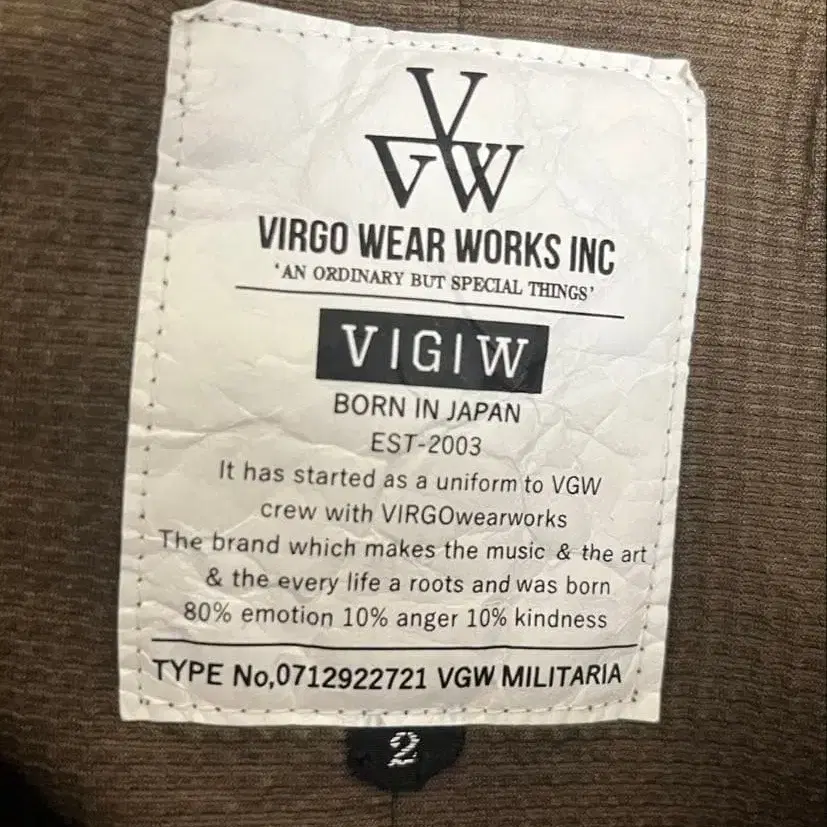 V
GW
VIRGO WEAR WORKS INC
'AN ORDINARY BUT SPECIAL THINGS'
V|G|W
BORN IN JAPAN
EST-2003
It has started as a uniform to VGW
crew with VIRGOwearworks
The brand which makes the music & the art
& the every life a roots and was born
80% emotion 10% anger 10% kindness
TYPE No,0712922721 VGW MILITARIA
2